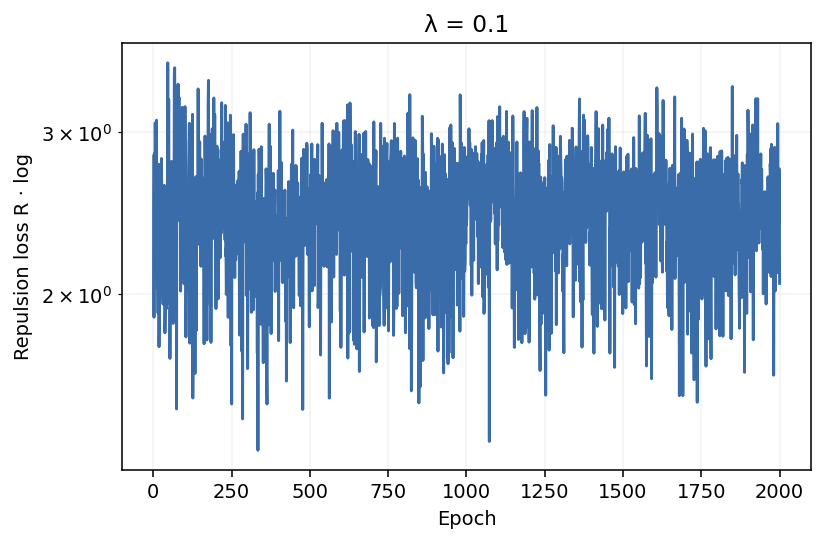 λ = 0.1
Repulsion loss R · log
3 × 10⁰
2 × 10⁰
0 250 500 750 1000 1250 1500 1750 2000
Epoch